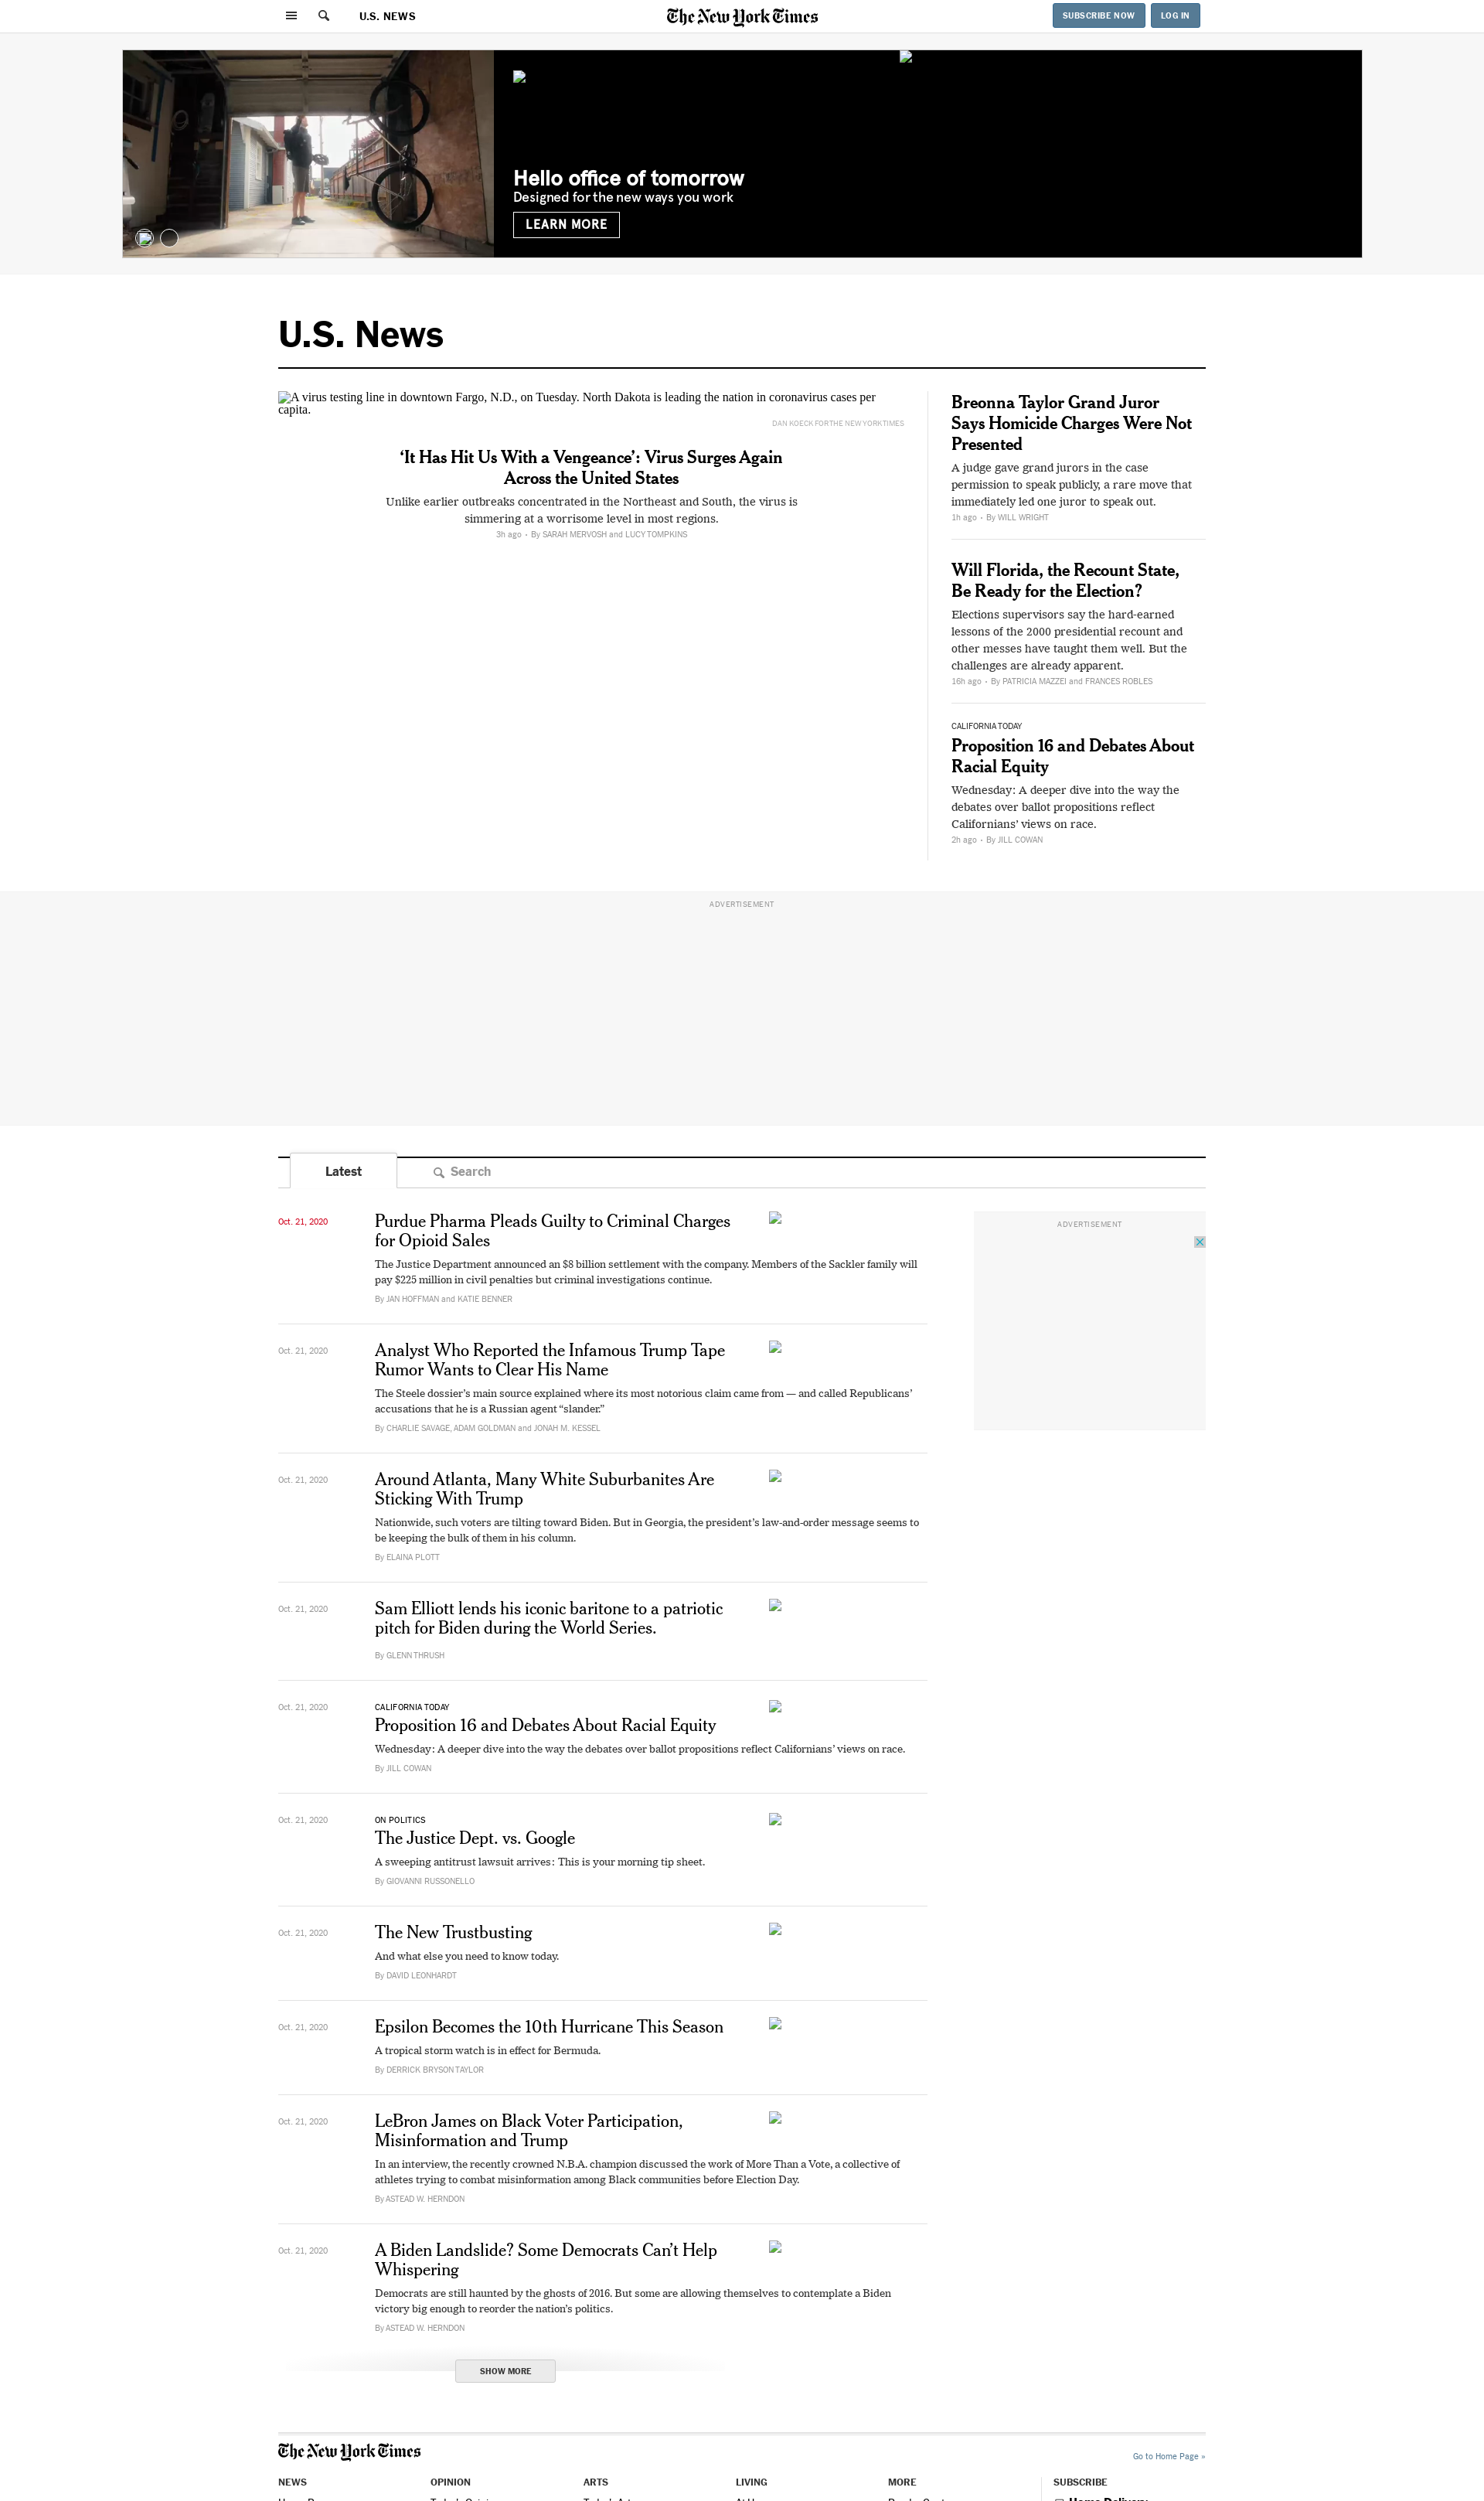 U.S. NEWS
The New York Times
SUBSCRIBE NOW
LOG IN
Hello office of tomorrow
Designed for the new ways you work
LEARN MORE
U.S. News
A virus testing line in downtown Fargo, N.D., on Tuesday. North Dakota is leading the nation in coronavirus cases per
capita.
DAN KOECK FOR THE NEW YORK TIMES
‘It Has Hit Us With a Vengeance’: Virus Surges Again
Across the United States
Unlike earlier outbreaks concentrated in the Northeast and South, the virus is
simmering at a worrisome level in most regions.
3h ago • By SARAH MERVOSH and LUCY TOMPKINS
Breonna Taylor Grand Juror
Says Homicide Charges Were Not
Presented
A judge gave grand jurors in the case
permission to speak publicly, a rare move that
immediately led one juror to speak out.
1h ago • By WILL WRIGHT
Will Florida, the Recount State,
Be Ready for the Election?
Elections supervisors say the hard-earned
lessons of the 2000 presidential recount and
other messes have taught them well. But the
challenges are already apparent.
16h ago • By PATRICIA MAZZEI and FRANCES ROBLES
CALIFORNIA TODAY
Proposition 16 and Debates About
Racial Equity
Wednesday: A deeper dive into the way the
debates over ballot propositions reflect
Californians’ views on race.
2h ago • By JILL COWAN
ADVERTISEMENT
Latest
Search
Oct. 21, 2020
Purdue Pharma Pleads Guilty to Criminal Charges
for Opioid Sales
The Justice Department announced an $8 billion settlement with the company. Members of the Sackler family will
pay $225 million in civil penalties but criminal investigations continue.
By JAN HOFFMAN and KATIE BENNER
ADVERTISEMENT
Oct. 21, 2020
Analyst Who Reported the Infamous Trump Tape
Rumor Wants to Clear His Name
The Steele dossier’s main source explained where its most notorious claim came from — and called Republicans’
accusations that he is a Russian agent “slander.”
By CHARLIE SAVAGE, ADAM GOLDMAN and JONAH M. KESSEL
Oct. 21, 2020
Around Atlanta, Many White Suburbanites Are
Sticking With Trump
Nationwide, such voters are tilting toward Biden. But in Georgia, the president’s law-and-order message seems to
be keeping the bulk of them in his column.
By ELAINA PLOTT
Oct. 21, 2020
Sam Elliott lends his iconic baritone to a patriotic
pitch for Biden during the World Series.
By GLENN THRUSH
Oct. 21, 2020
CALIFORNIA TODAY
Proposition 16 and Debates About Racial Equity
Wednesday: A deeper dive into the way the debates over ballot propositions reflect Californians’ views on race.
By JILL COWAN
Oct. 21, 2020
ON POLITICS
The Justice Dept. vs. Google
A sweeping antitrust lawsuit arrives: This is your morning tip sheet.
By GIOVANNI RUSSONELLO
Oct. 21, 2020
The New Trustbusting
And what else you need to know today.
By DAVID LEONHARDT
Oct. 21, 2020
Epsilon Becomes the 10th Hurricane This Season
A tropical storm watch is in effect for Bermuda.
By DERRICK BRYSON TAYLOR
Oct. 21, 2020
LeBron James on Black Voter Participation,
Misinformation and Trump
In an interview, the recently crowned N.B.A. champion discussed the work of More Than a Vote, a collective of
athletes trying to combat misinformation among Black communities before Election Day.
By ASTEAD W. HERNDON
Oct. 21, 2020
A Biden Landslide? Some Democrats Can’t Help
Whispering
Democrats are still haunted by the ghosts of 2016. But some are allowing themselves to contemplate a Biden
victory big enough to reorder the nation’s politics.
By ASTEAD W. HERNDON
SHOW MORE
The New York Times
Go to Home Page »
NEWS
OPINION
ARTS
LIVING
MORE
SUBSCRIBE